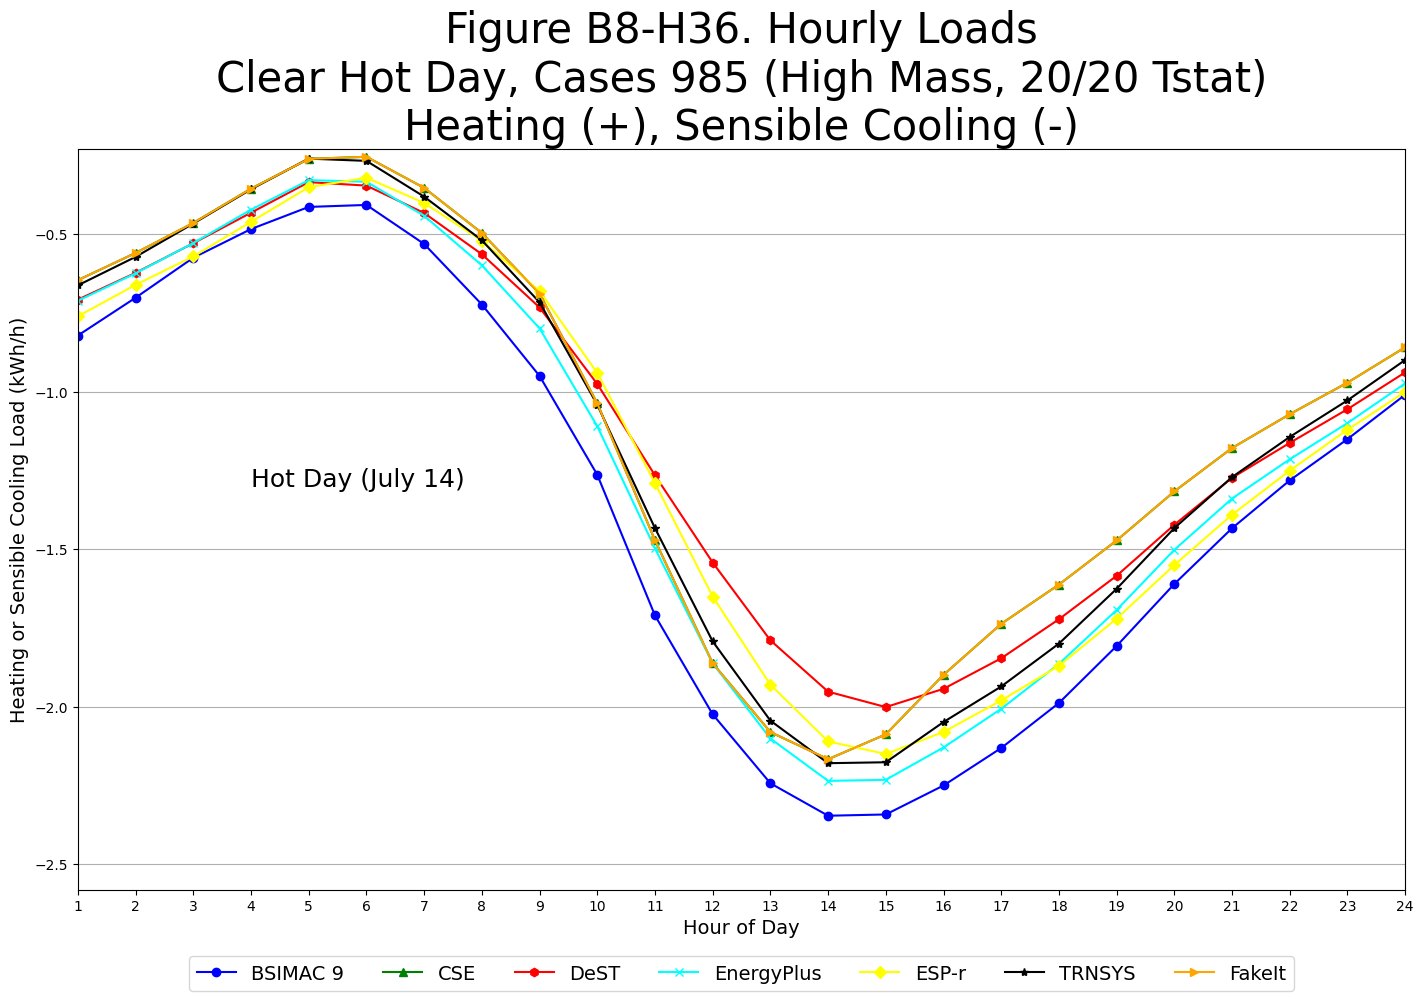 Figure B8-H36. Hourly Loads
Clear Hot Day, Cases 985 (High Mass, 20/20 Tstat)
Heating (+), Sensible Cooling (-)
Heating or Sensible Cooling Load (kWh/h)
−0.5
−1.0
−1.5
−2.0
−2.5
Hot Day (July 14)
1 2 3 4 5 6 7 8 9 10 11 12 13 14 15 16 17 18 19 20 21 22 23 24
Hour of Day
BSIMAC 9 CSE DeST EnergyPlus ESP-r TRNSYS FakeIt